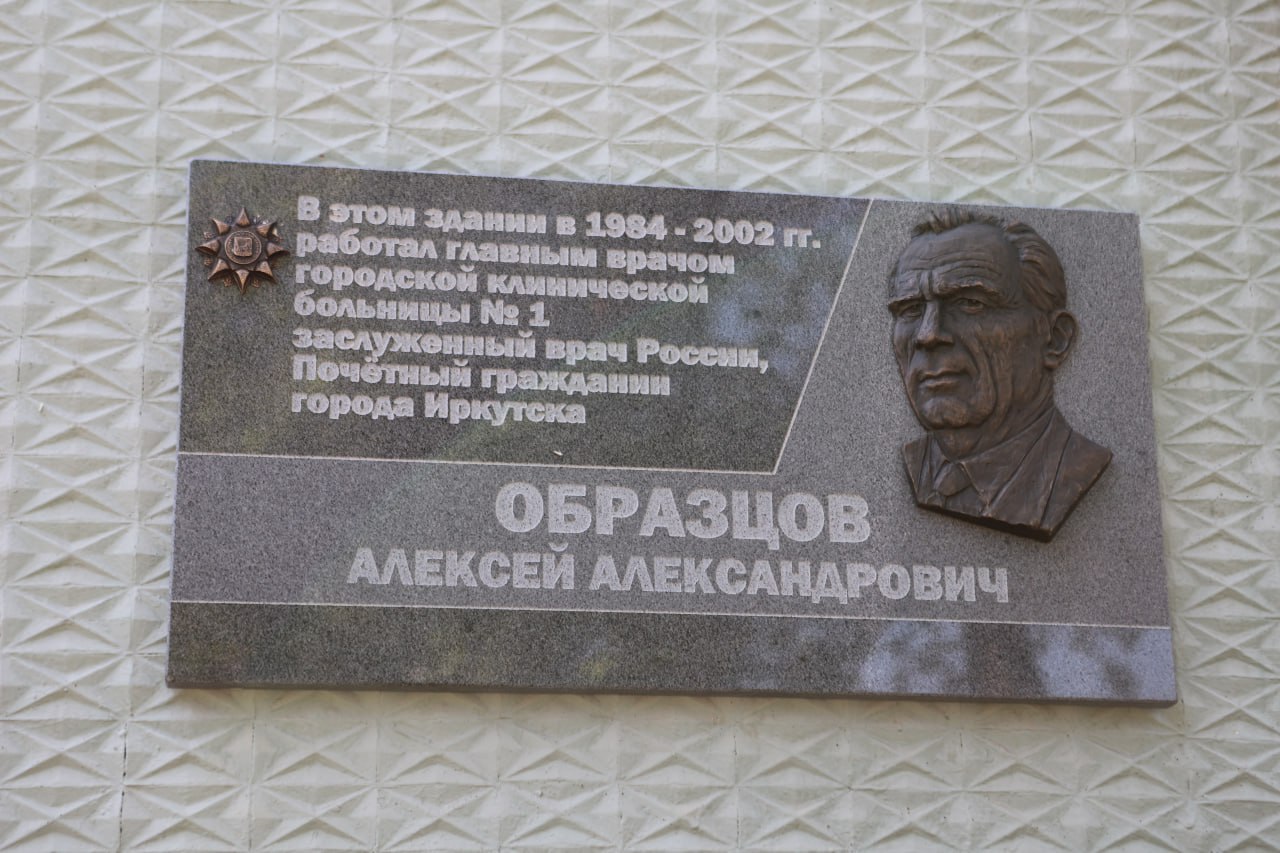 В этом здании в 1984 - 2002 гг.
работал главным врачом
городской клинической
больницы № 1
заслуженный врач России,
Почётный гражданин
города Иркутска
ОБРАЗЦОВ
АЛЕКСЕЙ АЛЕКСАНДРОВИЧ